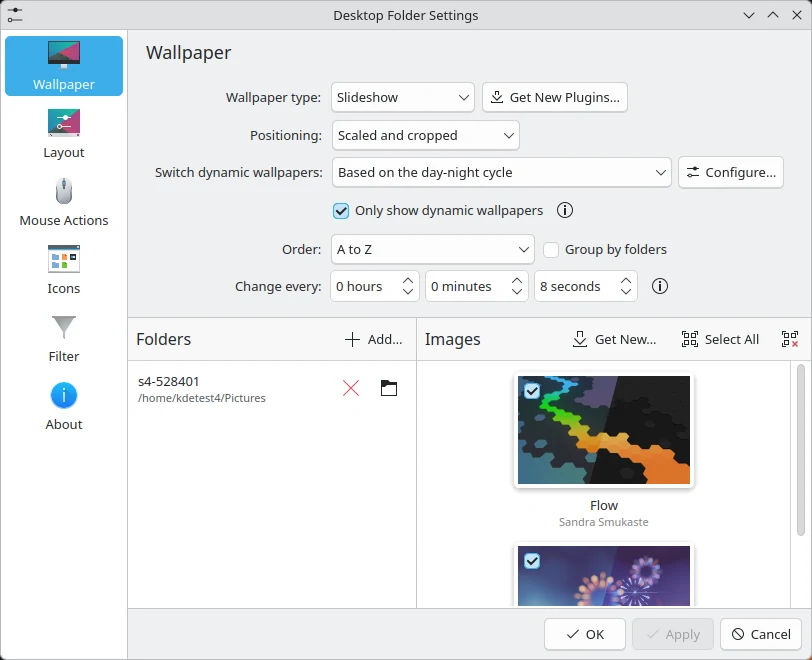 Desktop Folder Settings
Wallpaper
Layout
Mouse Actions
Icons
Filter
About
Wallpaper
Wallpaper type: Slideshow Get New Plugins...
Positioning: Scaled and cropped
Switch dynamic wallpapers: Based on the day-night cycle Configure...
Only show dynamic wallpapers
Order: A to Z Group by folders
Change every: 0 hours 0 minutes 8 seconds
Folders Add...
s4-528401
/home/kdetest4/Pictures
Images Get New... Select All
Flow
Sandra Smukaste
OK Apply Cancel